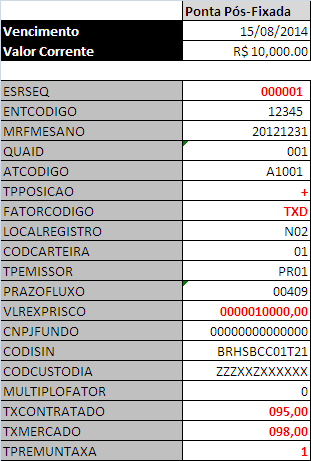 Ponta Pós-Fixada
Vencimento 15/08/2014
Valor Corrente R$ 10,000.00
ESRSEQ 000001
ENTCODIGO 12345
MRFMESANO 20121231
QUAID 001
ATCODIGO A1001
TPPOSICAO +
FATORCODIGO TXD
LOCALREGISTRO N02
CODCARTEIRA 01
TPEMISSOR PR01
PRAZOFLUXO 00409
VLREXPRISCO 0000010000,00
CNPJFUNDO 00000000000000
CODISIN BRHSBCC01T21
CODCUSTODIA ZZZXXZXXXXXX
MULTIPLOFATOR 0
TXCONTRATADO 095,00
TXMERCADO 098,00
TPREMUNTAXA 1